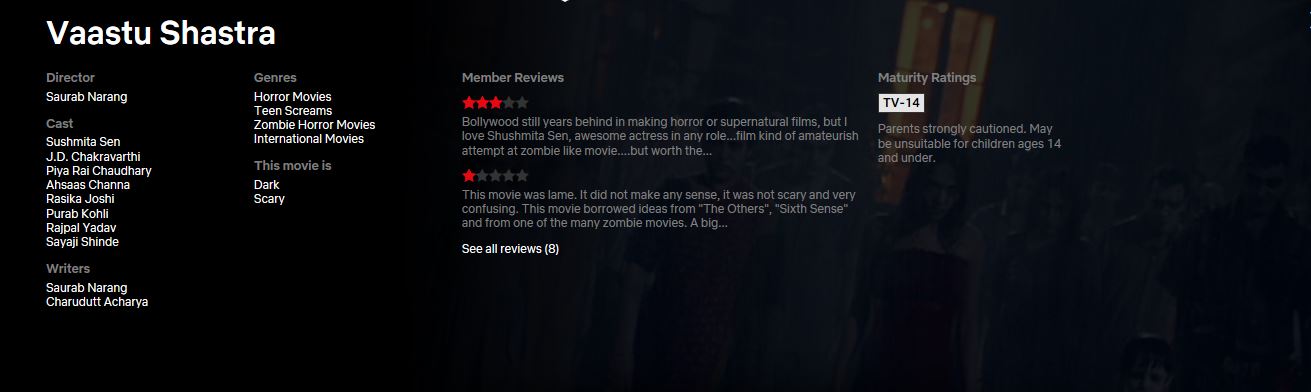 Vaastu Shastra
Director
Saurab Narang
Cast
Sushmita Sen
J.D. Chakravarthi
Piya Rai Chaudhary
Ahsaas Channa
Rasika Joshi
Purab Kohli
Rajpal Yadav
Sayaji Shinde
Writers
Saurab Narang
Charudutt Acharya
Genres
Horror Movies
Teen Screams
Zombie Horror Movies
International Movies
This movie is
Dark
Scary
Member Reviews
Bollywood still years behind in making horror or supernatural films, but I
love Shushmita Sen, awesome actress in any role...film kind of amateurish
attempt at zombie like movie....but worth the...
This movie was lame. It did not make any sense, it was not scary and very
confusing. This movie borrowed ideas from "The Others", "Sixth Sense"
and from one of the many zombie movies. A big...
See all reviews (8)
Maturity Ratings
TV-14
Parents strongly cautioned. May
be unsuitable for children ages 14
and under.